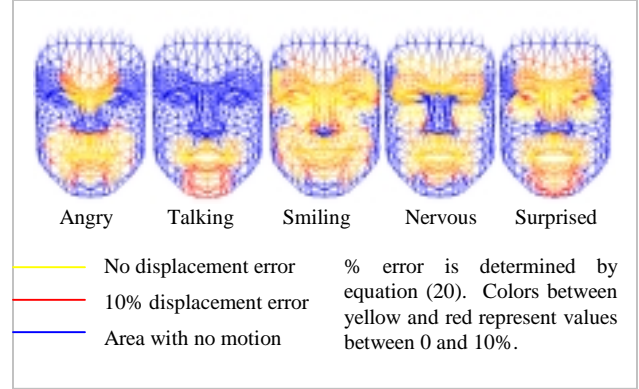 Angry Talking Smiling Nervous Surprised
No displacement error
10% displacement error
Area with no motion
% error is determined by
equation (20). Colors between
yellow and red represent values
between 0 and 10%.